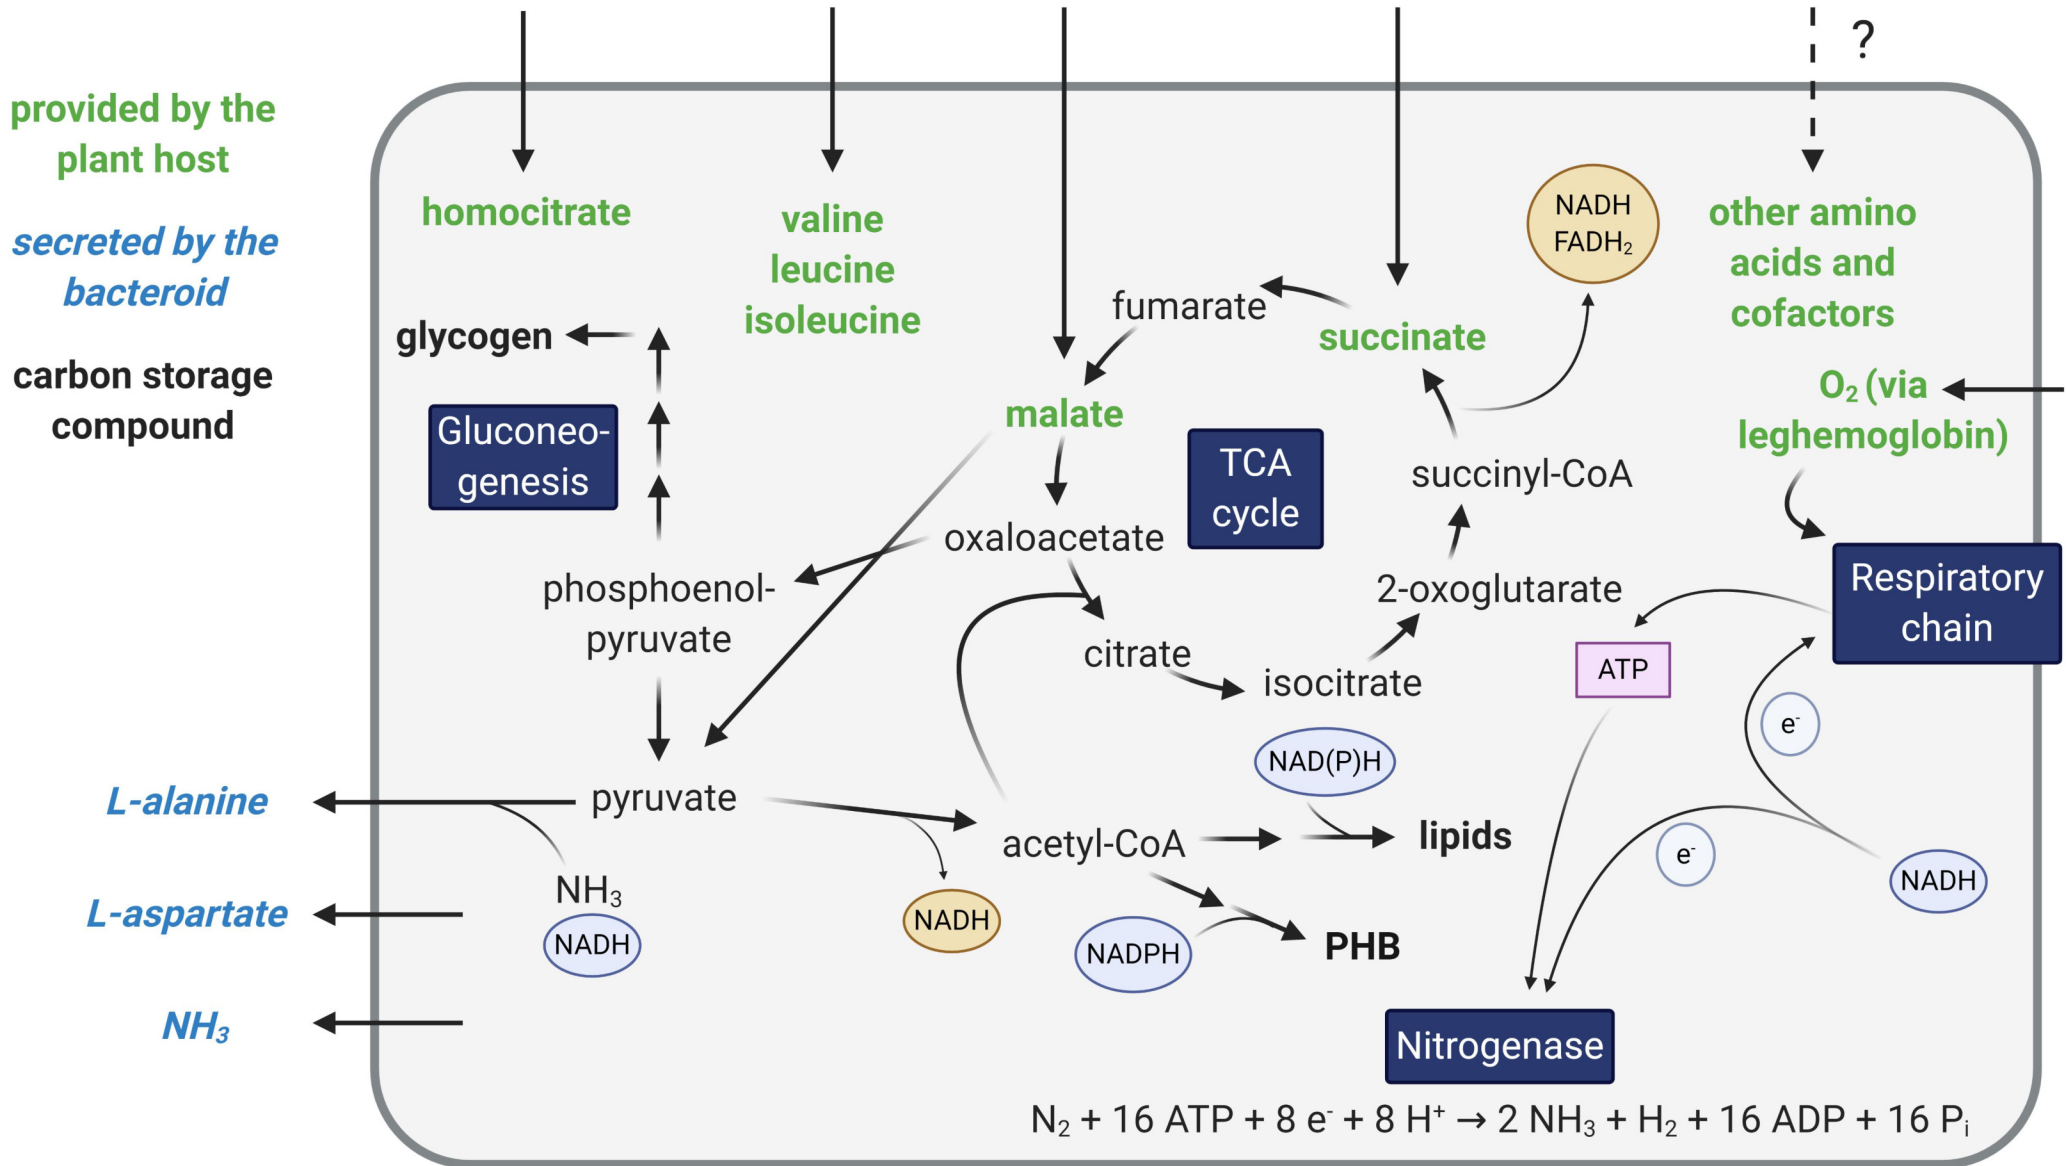 ?
provided by the
plant host
secreted by the
bacteroid
carbon storage
compound
homocitrate
valine
leucine
isoleucine
NADH
FADH₂
other amino
acids and
cofactors
glycogen
fumarate
succinate
O₂ (via
leghemoglobin)
malate
Gluconeo-
genesis
TCA
cycle
succinyl-CoA
oxaloacetate
phosphoenol-
pyruvate
2-oxoglutarate
Respiratory
chain
citrate
isocitrate
ATP
e⁻
NAD(P)H
L-alanine
pyruvate
acetyl-CoA
lipids
e⁻
NADH
NH₃
NADH
L-aspartate
NADH
NADPH
PHB
NH₃
Nitrogenase
N₂ + 16 ATP + 8 e⁻ + 8 H⁺ → 2 NH₃ + H₂ + 16 ADP + 16 Pᵢ